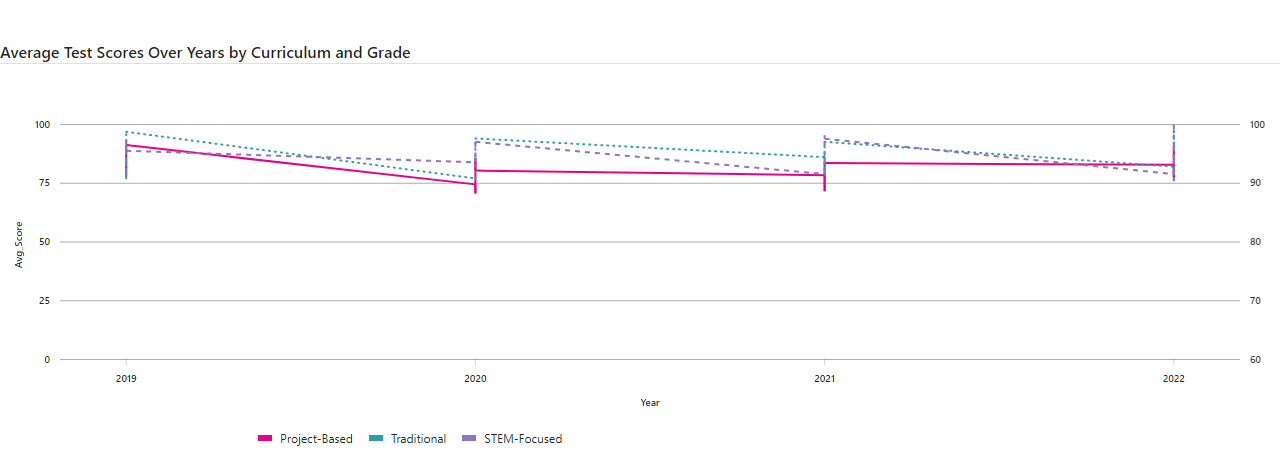 Average Test Scores Over Years by Curriculum and Grade
100
75
50
25
0
Avg_Score
100
90
80
70
60
2019
2020
2021
2022
Year
Project-Based
Traditional
STEM-Focused